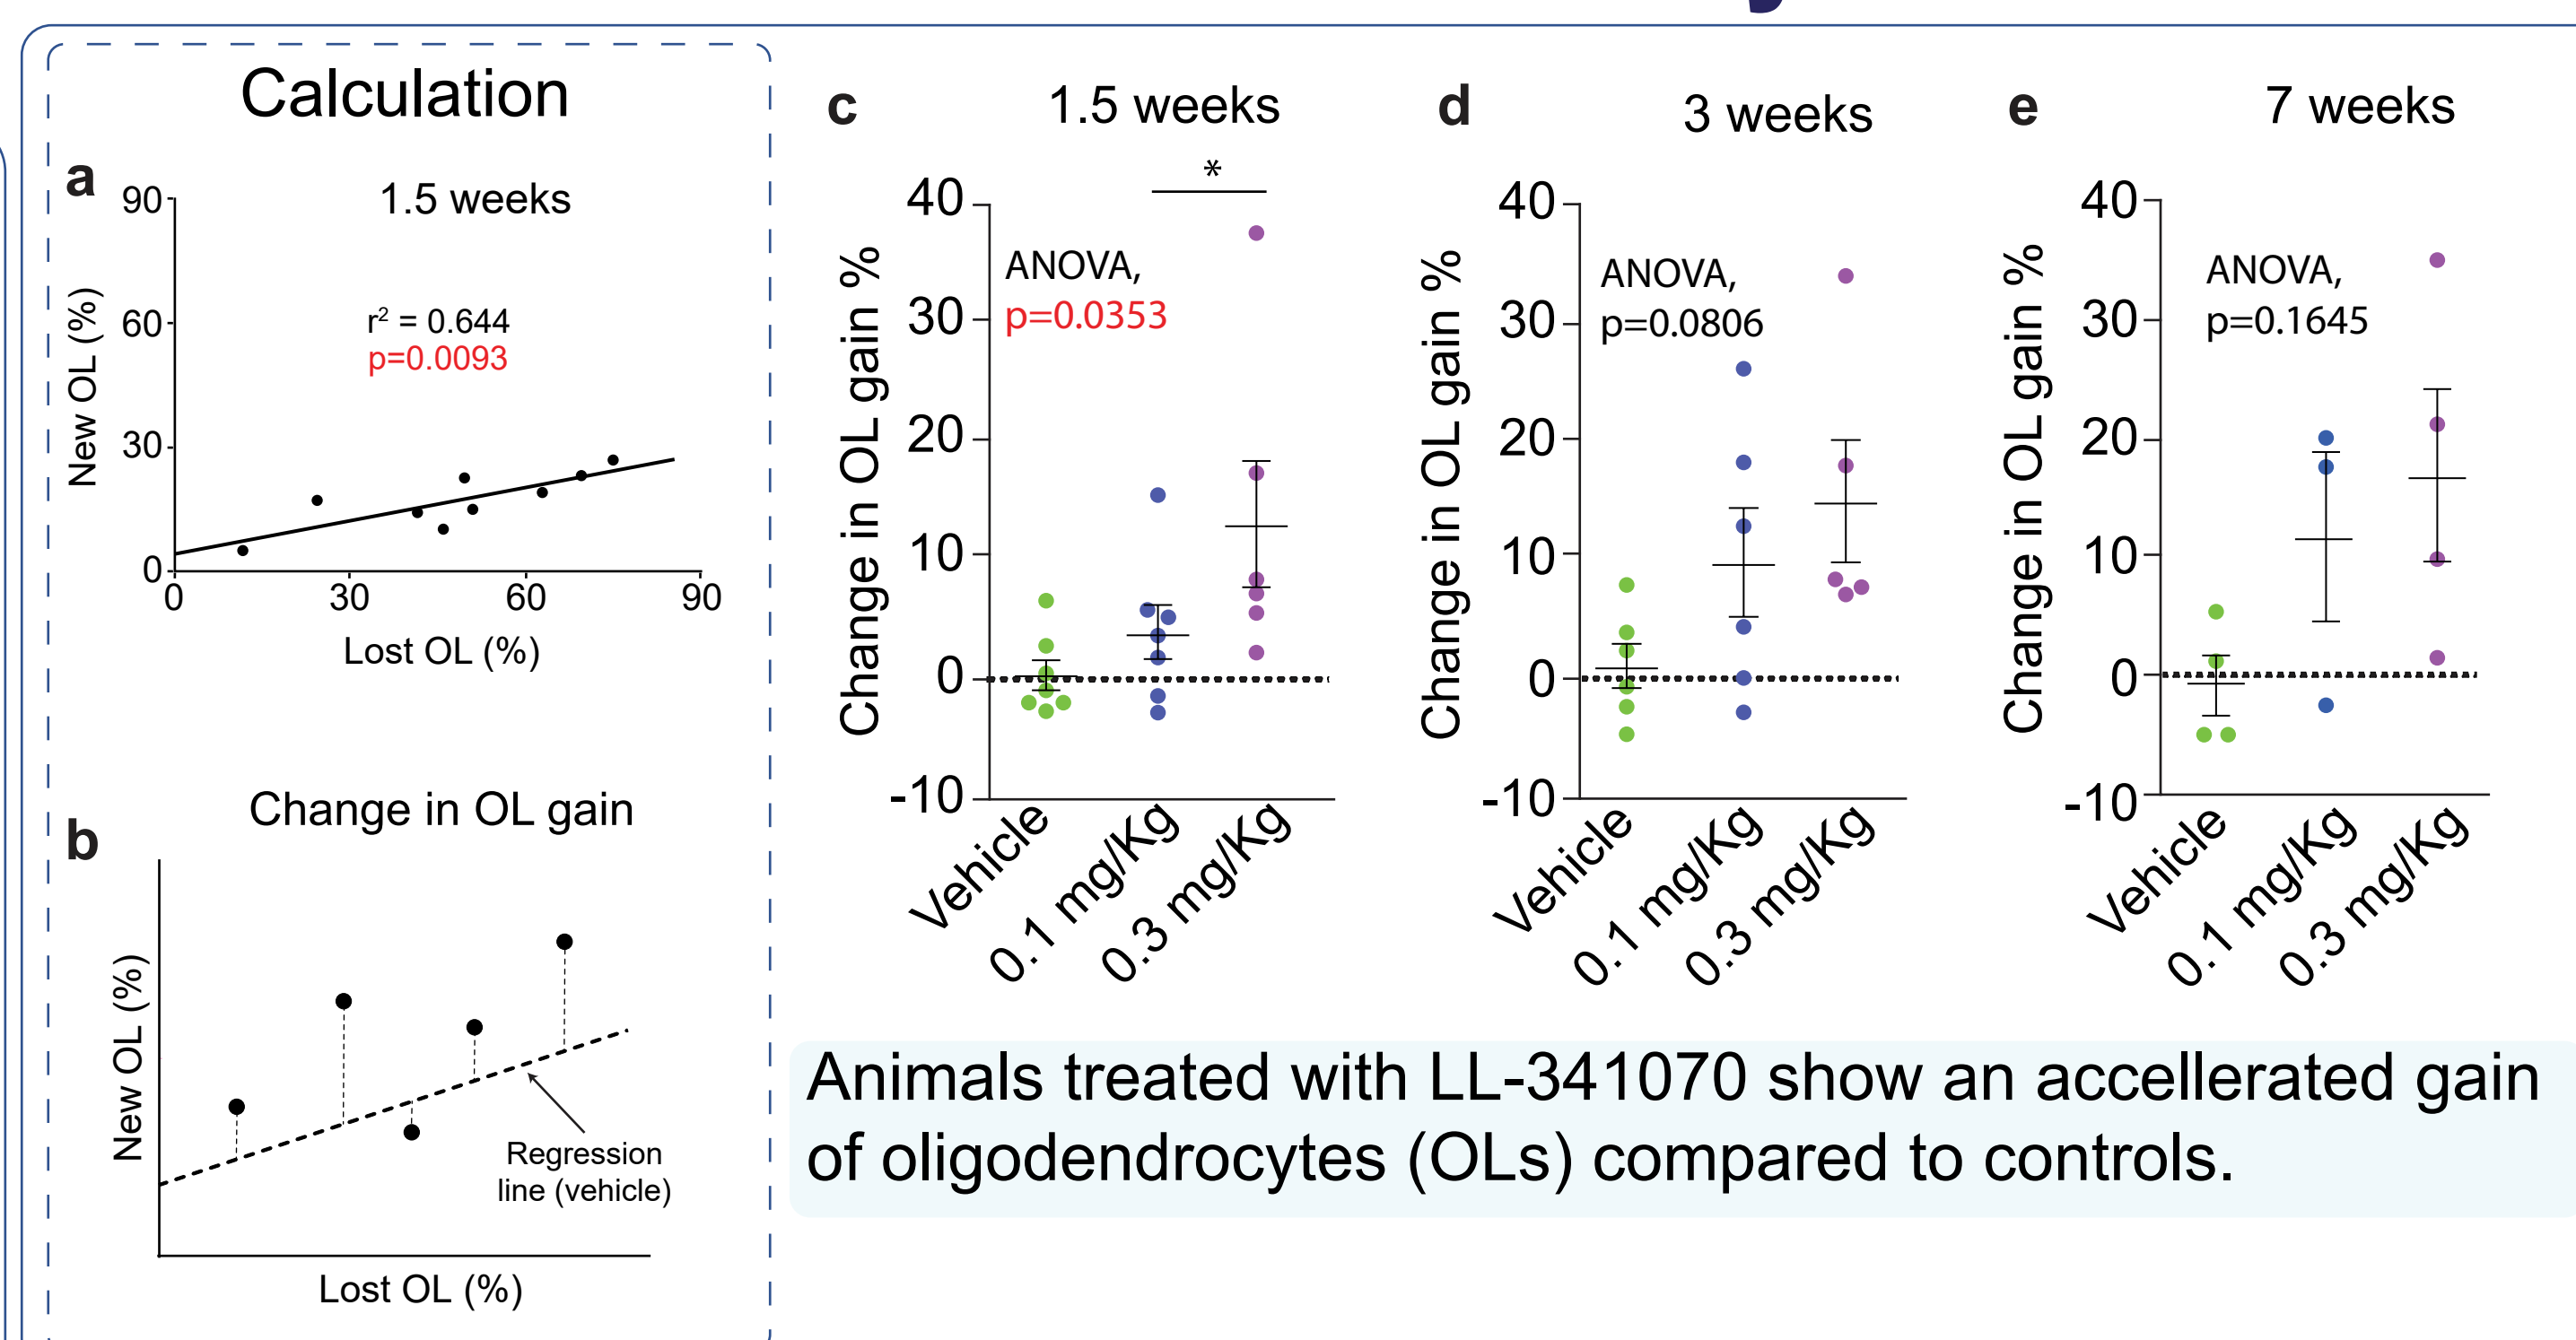 Calculation
a
1.5 weeks
90
60
30
0
New OL (%)
r² = 0.644
p=0.0093
0
30
60
90
Lost OL (%)
b
Change in OL gain
New OL (%)
Regression
line (vehicle)
Lost OL (%)
c
1.5 weeks
*
Change in OL gain %
40
30
20
10
0
-10
ANOVA,
p=0.0353
Vehicle
0.1 mg/Kg
0.3 mg/Kg
d
3 weeks
Change in OL gain %
40
30
20
10
0
-10
ANOVA,
p=0.0806
Vehicle
0.1 mg/Kg
0.3 mg/Kg
e
7 weeks
Change in OL gain %
40
30
20
10
0
-10
ANOVA,
p=0.1645
Vehicle
0.1 mg/Kg
0.3 mg/Kg
Animals treated with LL-341070 show an accellerated gain
of oligodendrocytes (OLs) compared to controls.